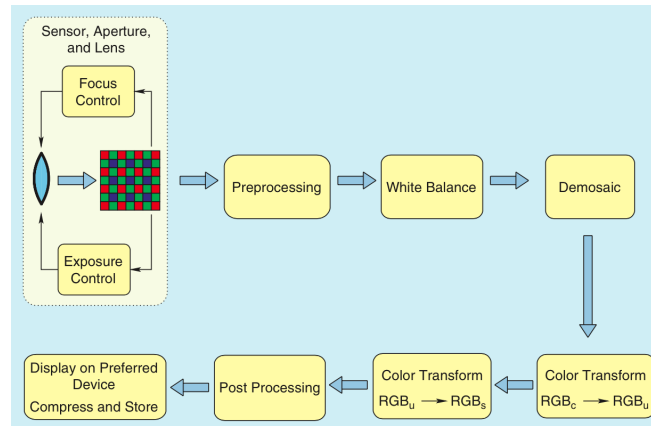 Sensor, Aperture,
and Lens
Focus
Control
Exposure
Control
Preprocessing
White Balance
Demosaic
Display on Preferred
Device
Compress and Store
Post Processing
Color Transform
RGBu → RGBs
Color Transform
RGBc → RGBu